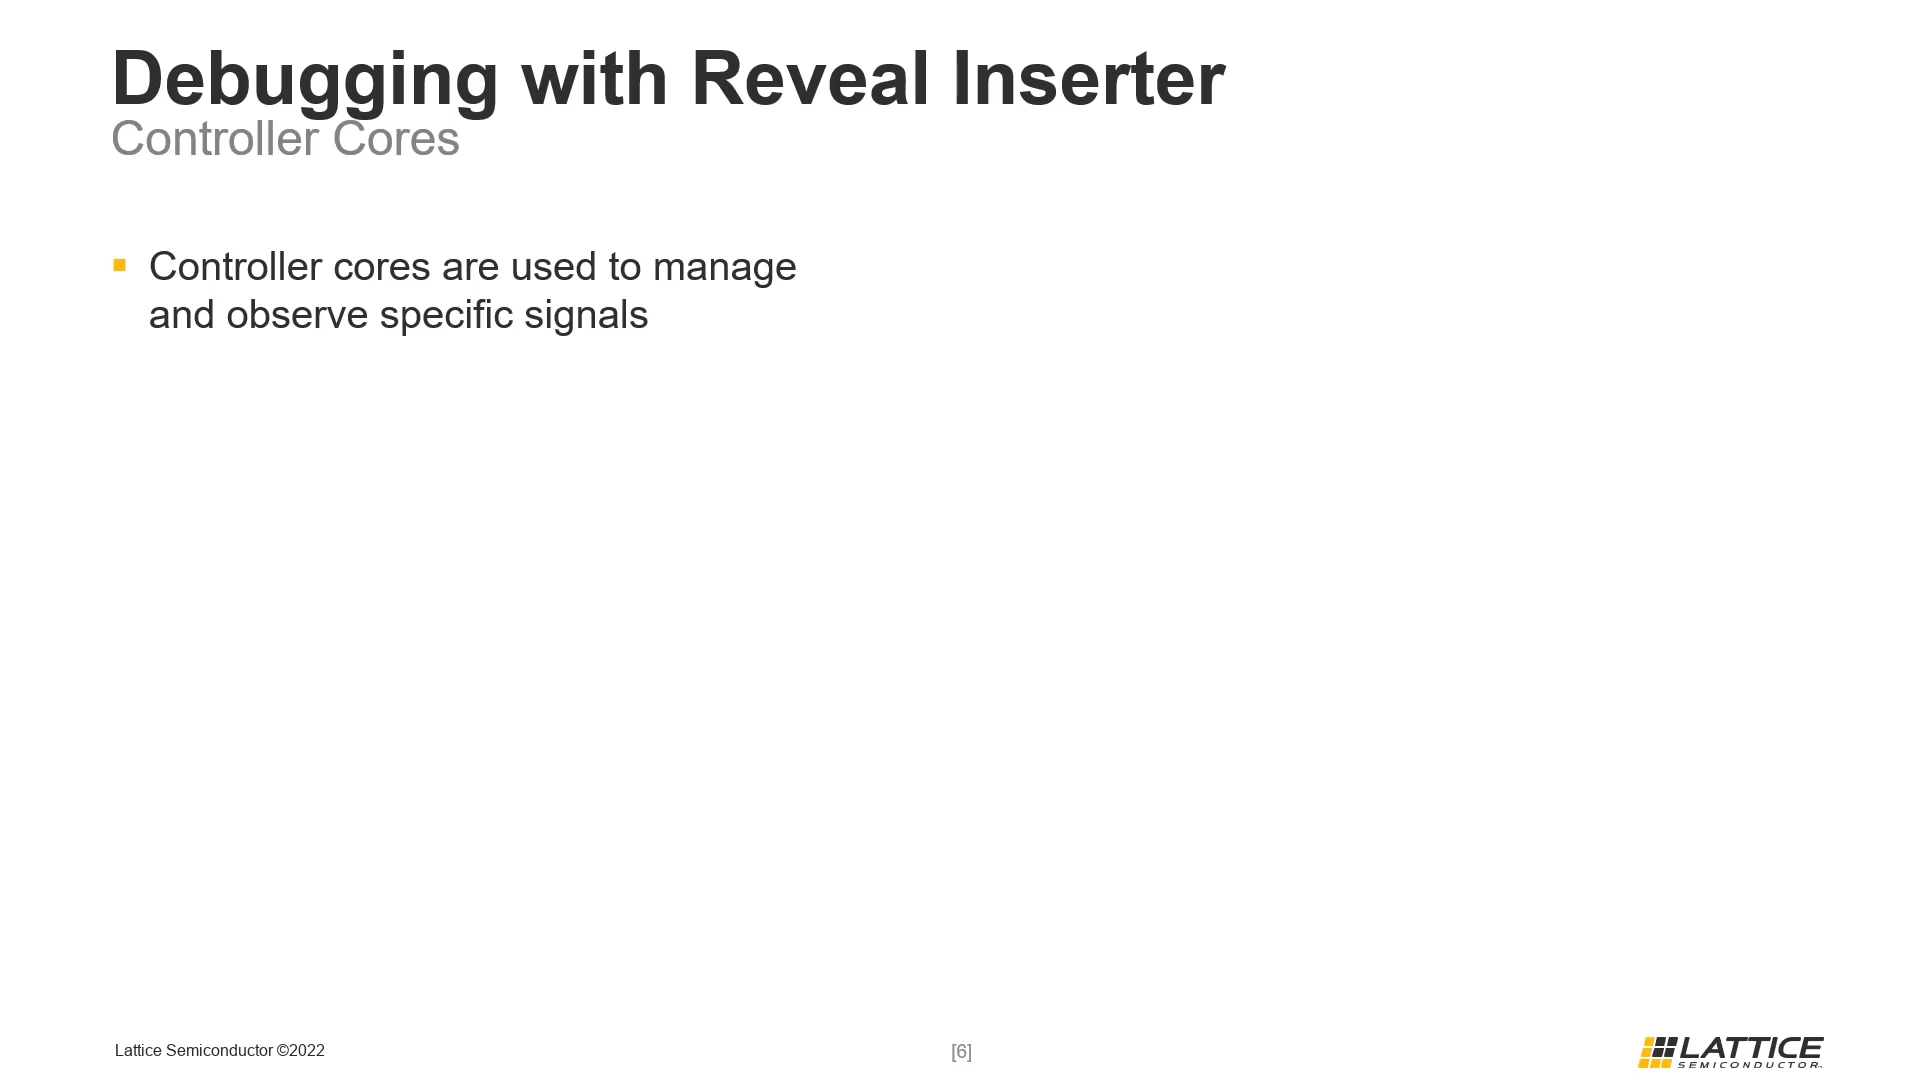 Debugging with Reveal Inserter
Controller Cores
Controller cores are used to manage
and observe specific signals
Lattice Semiconductor ©2022
[6]
LATTICE
SEMICONDUCTOR